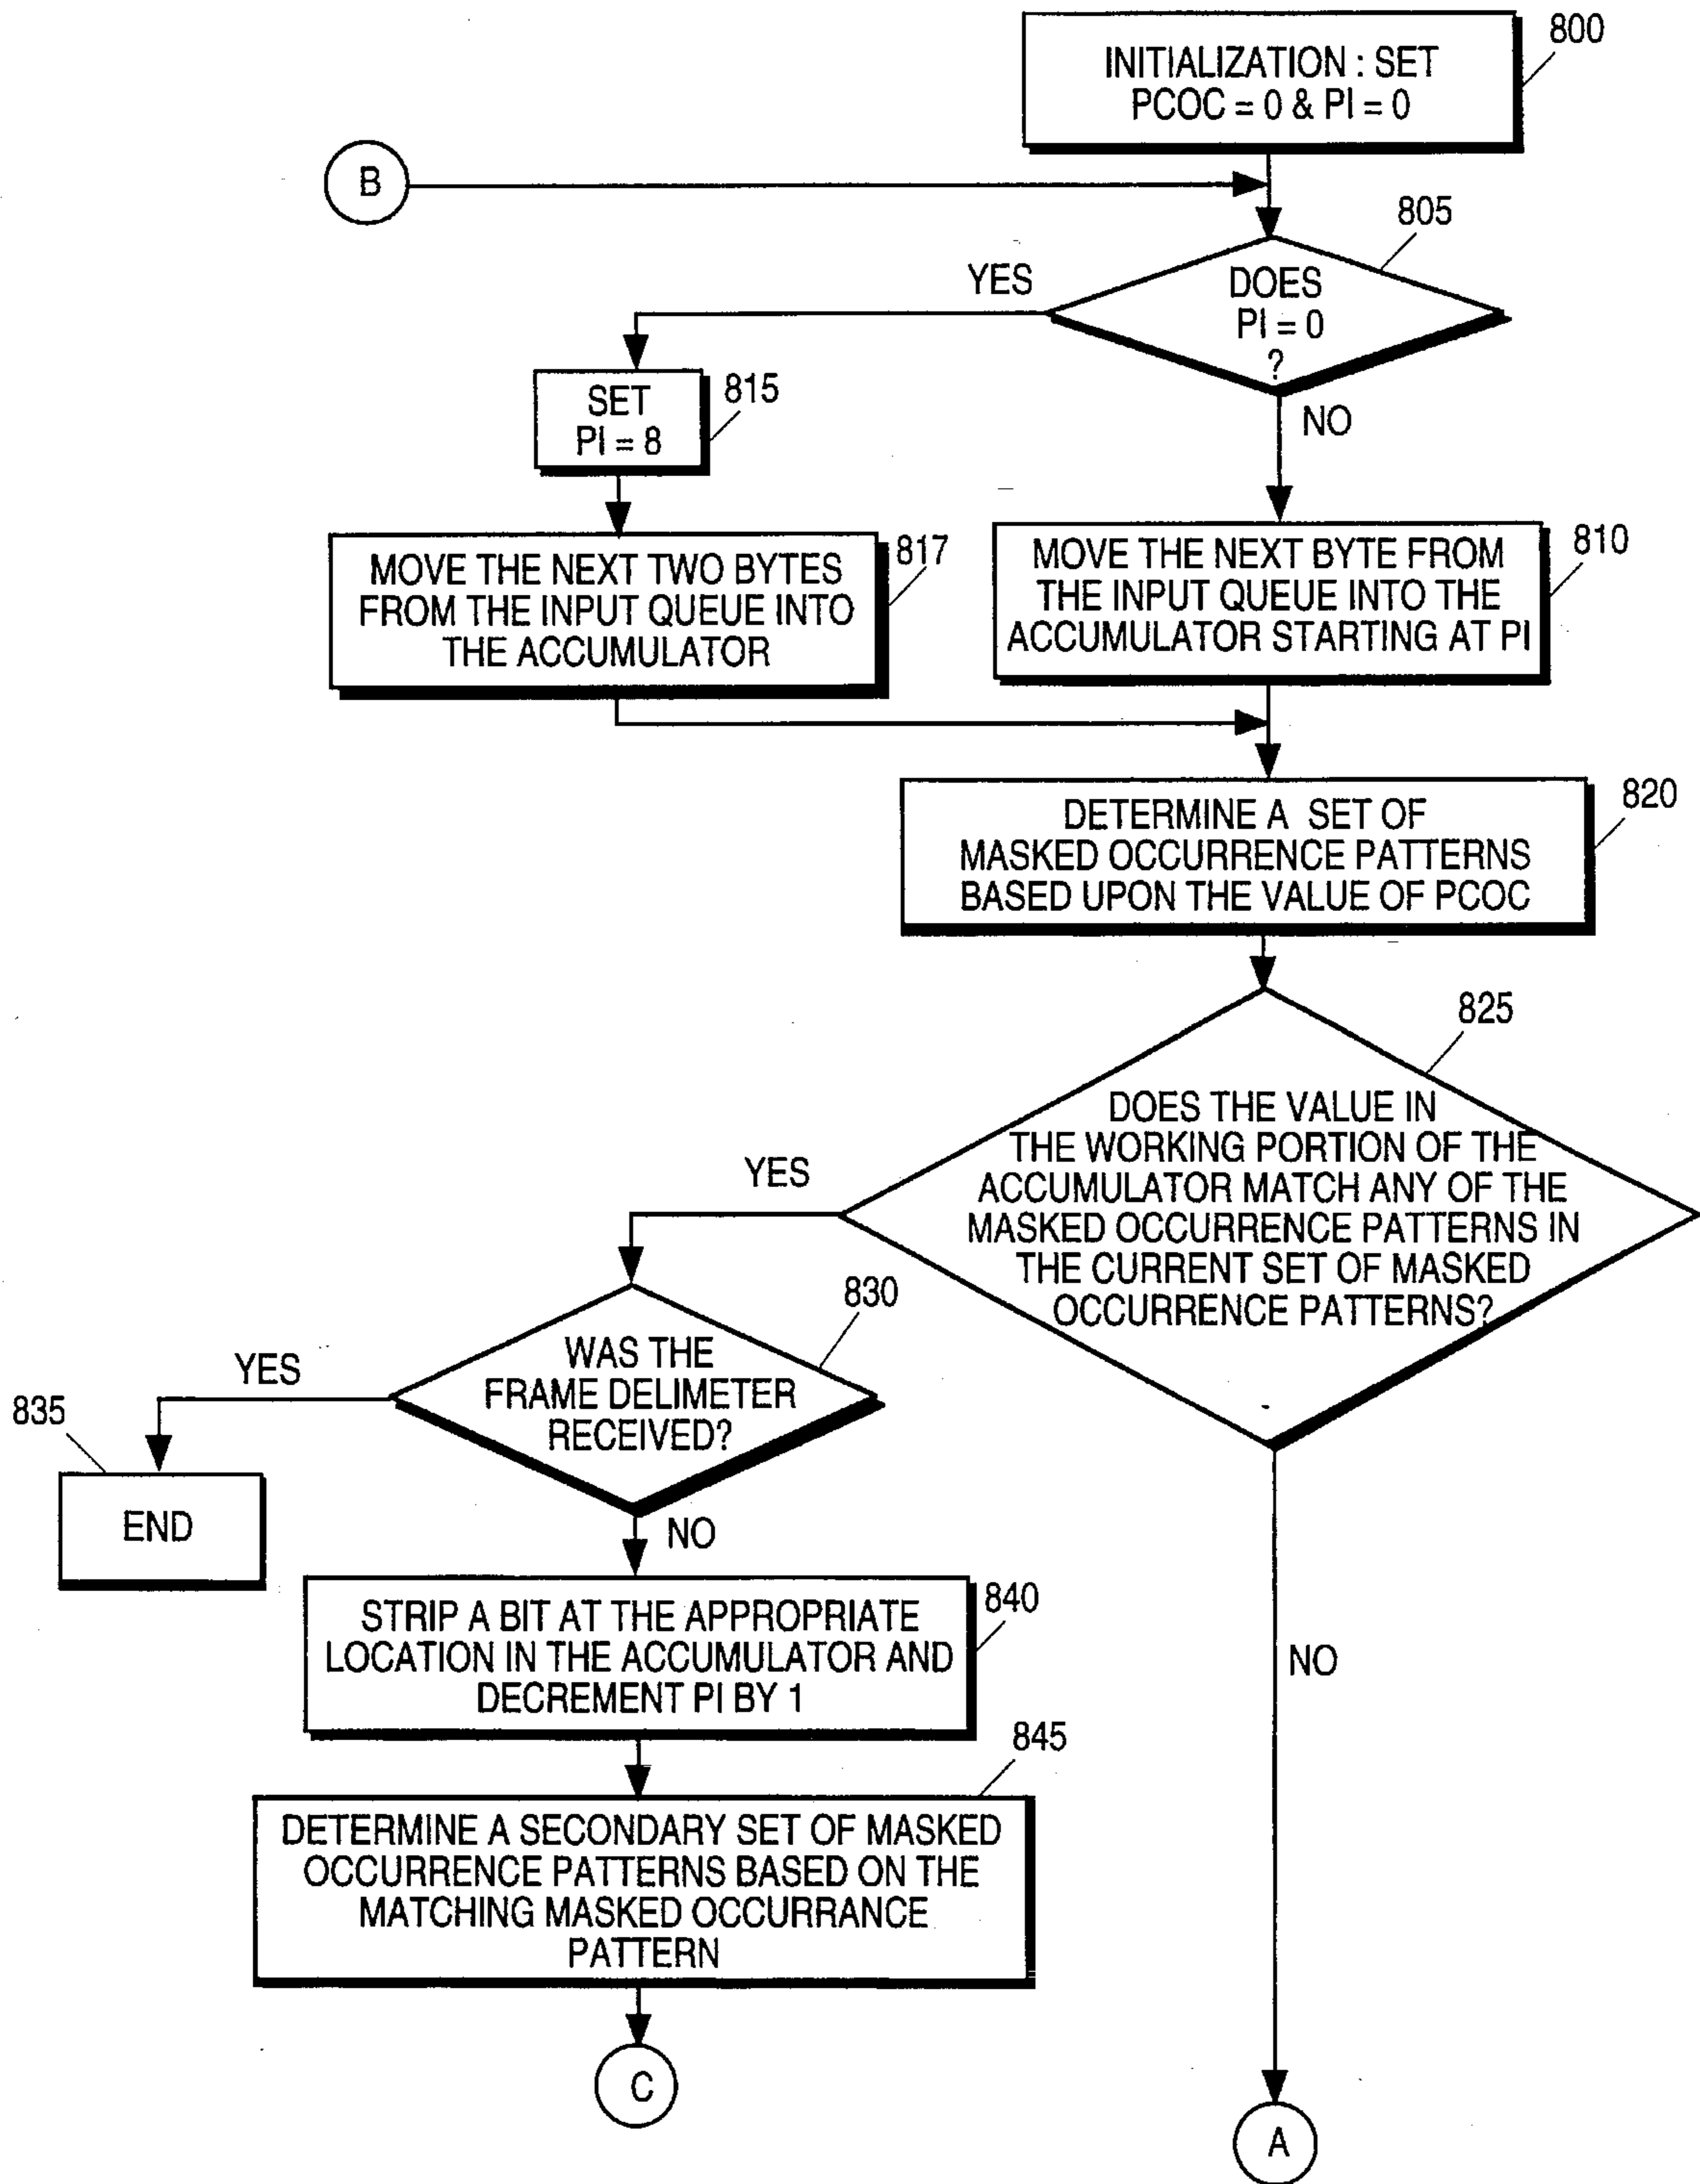 800
INITIALIZATION : SET
PCOC = 0 & PI = 0
B
805
YES
DOES
PI = 0
?
NO
SET
PI = 8
815
MOVE THE NEXT TWO BYTES
FROM THE INPUT QUEUE INTO
THE ACCUMULATOR
817
MOVE THE NEXT BYTE FROM
THE INPUT QUEUE INTO THE
ACCUMULATOR STARTING AT PI
810
DETERMINE A SET OF
MASKED OCCURRENCE PATTERNS
BASED UPON THE VALUE OF PCOC
820
825
DOES THE VALUE IN
THE WORKING PORTION OF THE
ACCUMULATOR MATCH ANY OF THE
MASKED OCCURRENCE PATTERNS IN
THE CURRENT SET OF MASKED
OCCURRENCE PATTERNS?
YES
830
WAS THE
FRAME DELIMETER
RECEIVED?
YES
835
END
NO
STRIP A BIT AT THE APPROPRIATE
LOCATION IN THE ACCUMULATOR AND
DECREMENT PI BY 1
840
NO
845
DETERMINE A SECONDARY SET OF MASKED
OCCURRENCE PATTERNS BASED ON THE
MATCHING MASKED OCCURRANCE
PATTERN
C
A